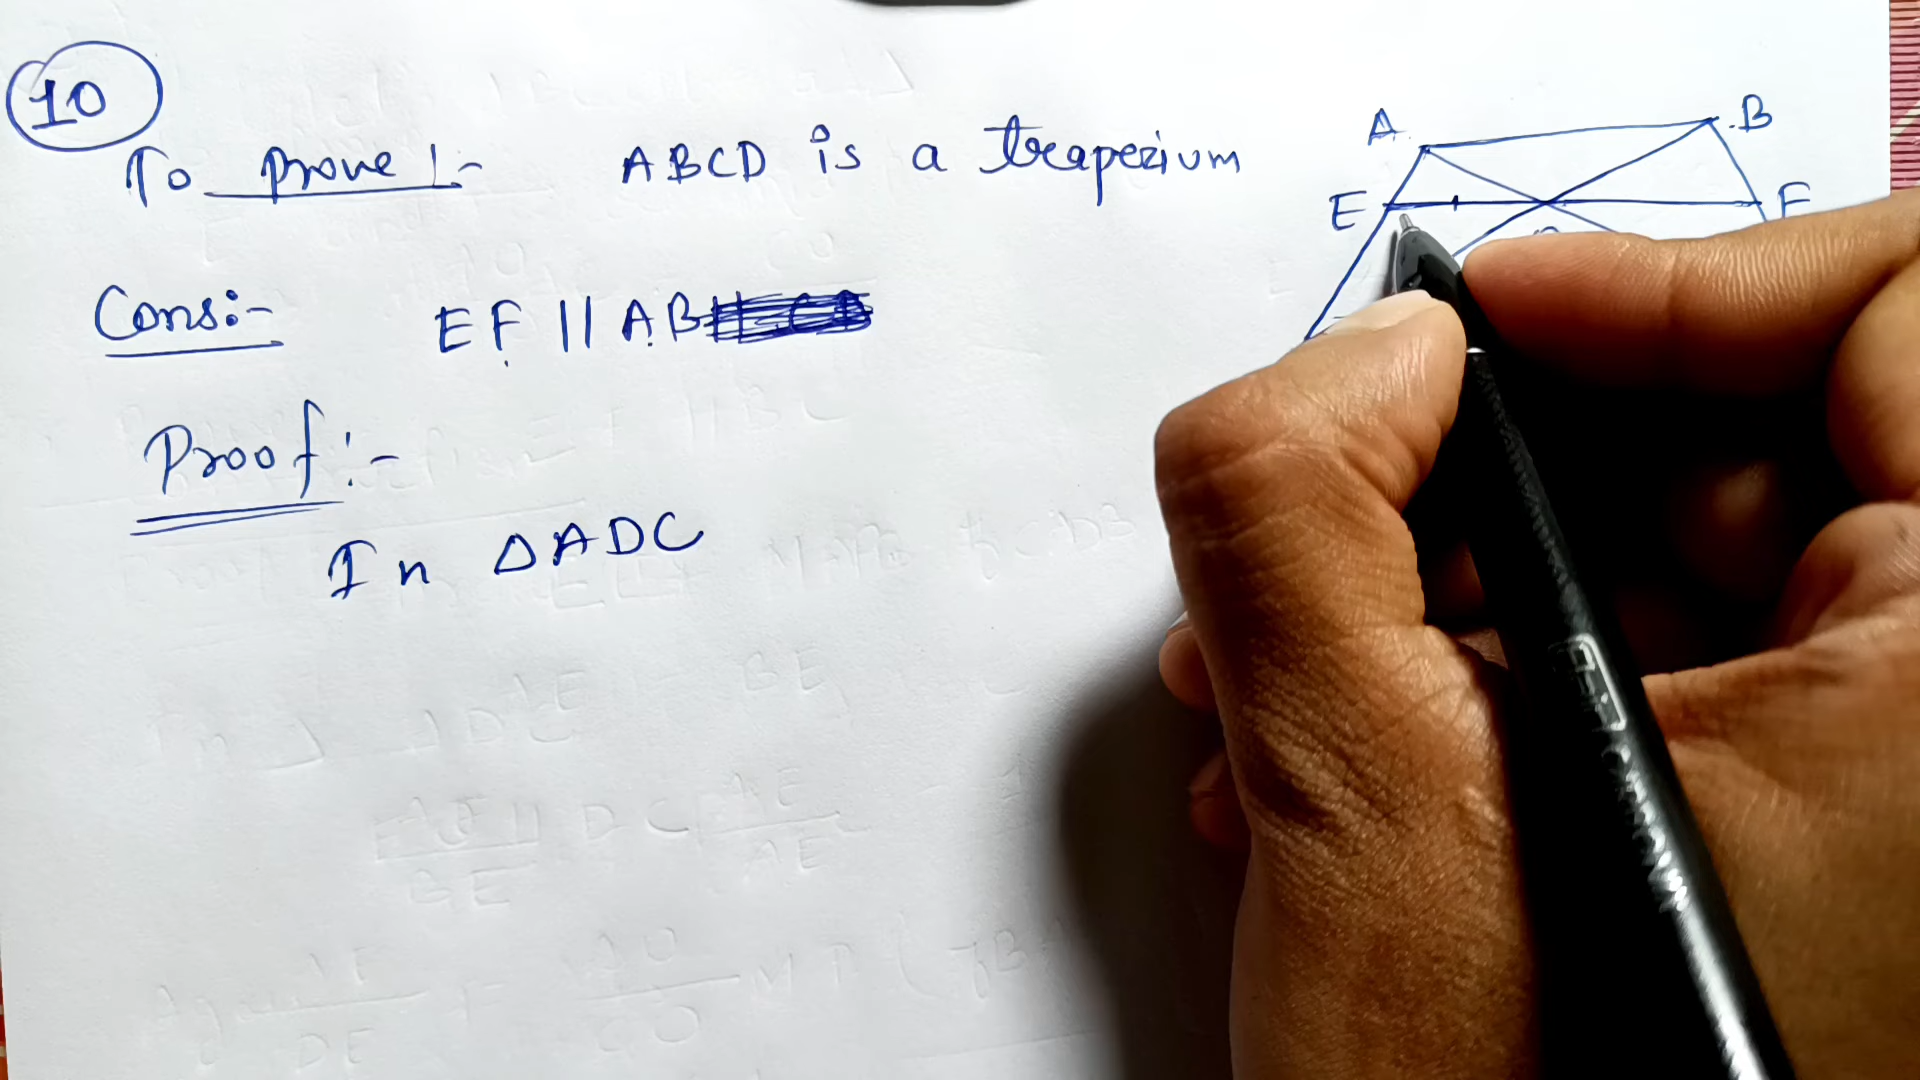 10
To prove :- ABCD is a trapezium
Cons:- EF || AB
Proof :-
In △ADC
A
B
E
F